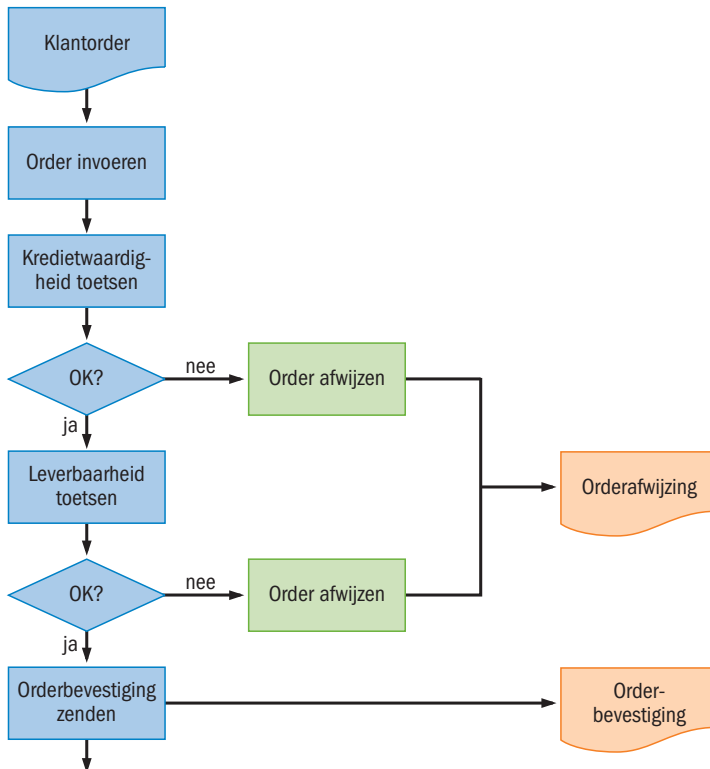 Klantorder
Order invoeren
Kredietwaardig-
heid toetsen
OK?
nee
Order afwijzen
ja
Leverbaarheid
toetsen
Orderafwijzing
OK?
nee
Order afwijzen
ja
Orderbevestiging
zenden
Order-
bevestiging